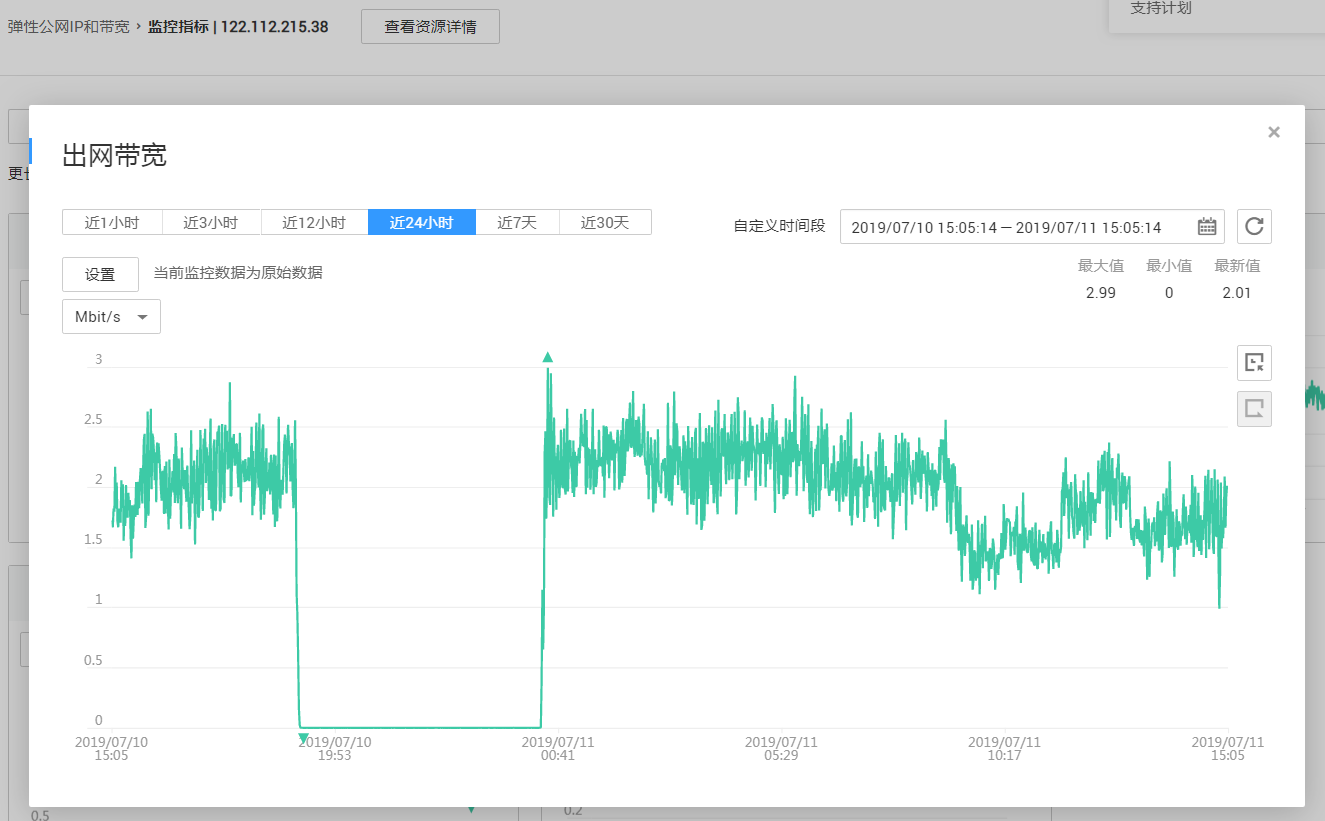 支持计划
弹性公网IP和带宽 › 监控指标 | 122.112.215.38 查看资源详情
×
出网带宽
更
近1小时 近3小时 近12小时 近24小时 近7天 近30天 自定义时间段 2019/07/10 15:05:14 – 2019/07/11 15:05:14
设置 当前监控数据为原始数据 最大值 最小值 最新值
2.99 0 2.01
Mbit/s
3
2.5
2
1.5
1
0.5
0
2019/07/10 2019/07/10 2019/07/11 2019/07/11 2019/07/11 2019/07/11
15:05 19:53 00:41 05:29 10:17 15:05
0.5 0.2